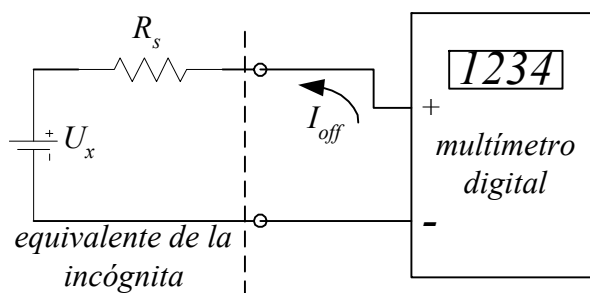 R_s
1234
I_off
+
U_x
multímetro
digital
-
equivalente de la
incógnita